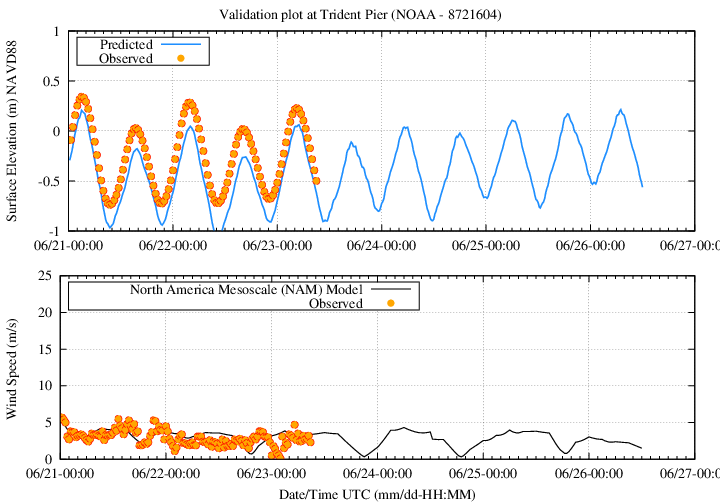 Validation plot at Trident Pier (NOAA - 8721604)
Surface Elevation (m) NAVD88
Predicted
Observed
1
0.5
0
-0.5
-1
06/21-00:00 06/22-00:00 06/23-00:00 06/24-00:00 06/25-00:00 06/26-00:00 06/27-00:00
Wind Speed (m/s)
North America Mesoscale (NAM) Model
Observed
25
20
15
10
5
0
06/21-00:00 06/22-00:00 06/23-00:00 06/24-00:00 06/25-00:00 06/26-00:00 06/27-00:00
Date/Time UTC (mm/dd-HH:MM)